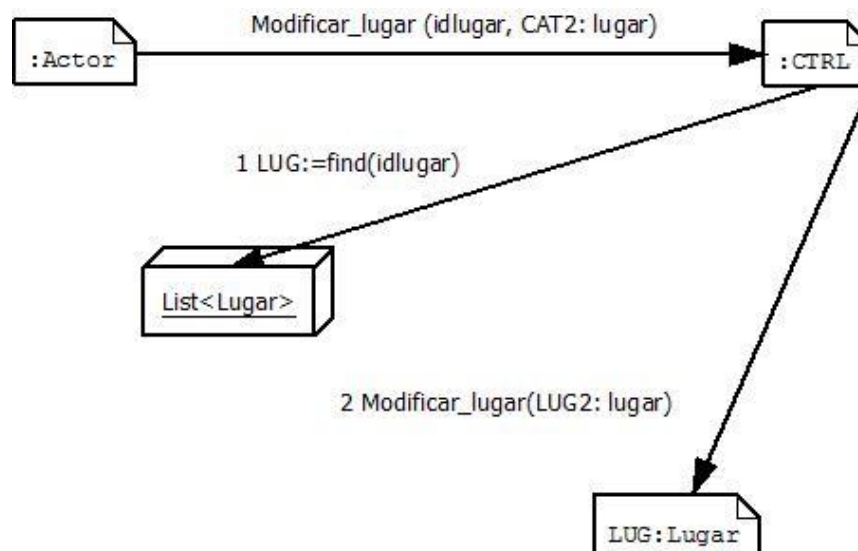 Modificar_lugar (idlugar, CAT2: lugar)
:Actor
:CTRL
1 LUG:=find(idlugar)
List<Lugar>
2 Modificar_lugar(LUG2: lugar)
LUG:Lugar